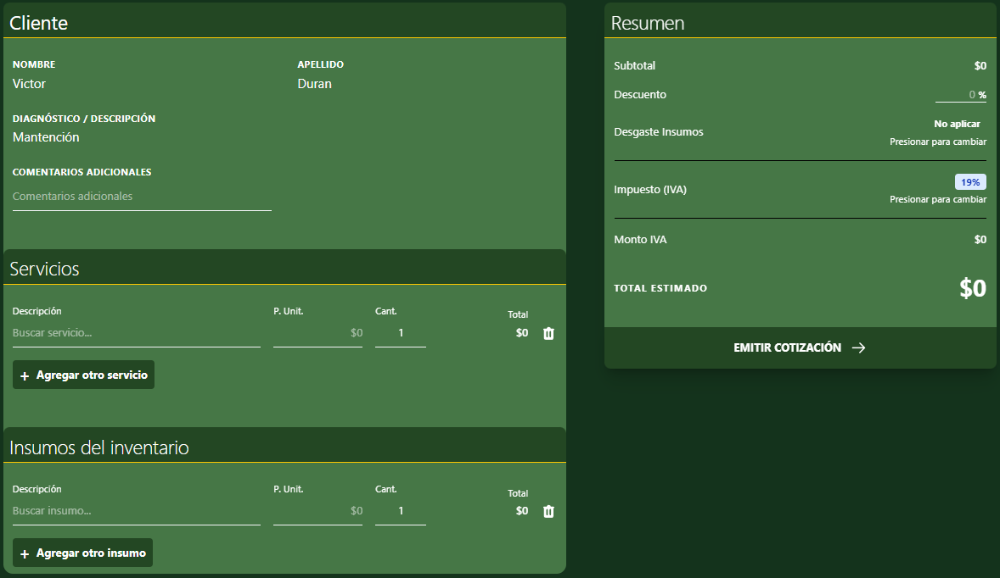 Cliente
NOMBRE APELLIDO
Victor Duran
DIAGNÓSTICO / DESCRIPCIÓN
Mantención
COMENTARIOS ADICIONALES
Comentarios adicionales
Servicios
Descripción P. Unit. Cant. Total
Buscar servicio... $0 1 $0
+ Agregar otro servicio
Insumos del inventario
Descripción P. Unit. Cant. Total
Buscar insumo... $0 1 $0
+ Agregar otro insumo
Resumen
Subtotal $0
Descuento 0 %
Desgaste Insumos No aplicar
Presionar para cambiar
Impuesto (IVA) 19%
Presionar para cambiar
Monto IVA $0
TOTAL ESTIMADO $0
EMITIR COTIZACIÓN →